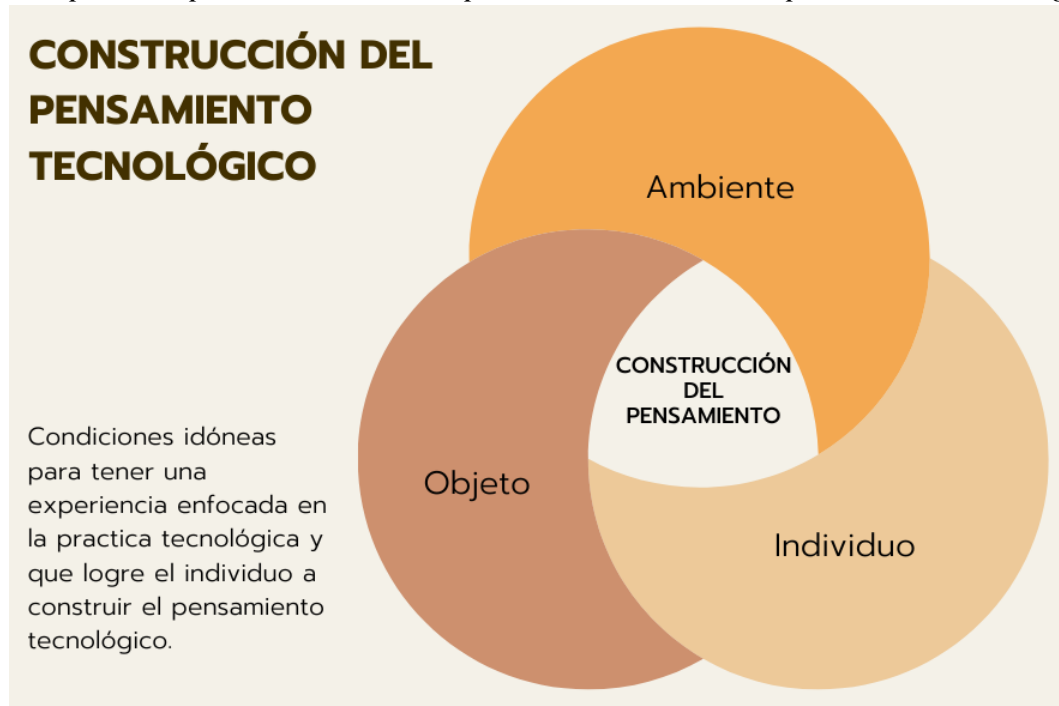 CONSTRUCCIÓN DEL
PENSAMIENTO
TECNOLÓGICO
Ambiente
CONSTRUCCIÓN
DEL
PENSAMIENTO
Objeto
Individuo
Condiciones idóneas
para tener una
experiencia enfocada en
la practica tecnológica y
que logre el individuo a
construir el pensamiento
tecnológico.